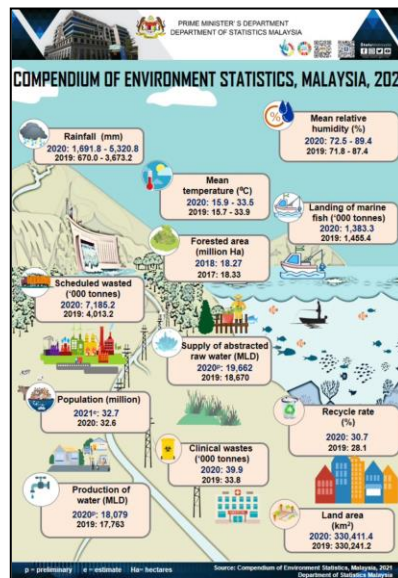 PRIME MINISTER'S DEPARTMENT
DEPARTMENT OF STATISTICS MALAYSIA
COMPENDIUM OF ENVIRONMENT STATISTICS, MALAYSIA, 202
Rainfall (mm)
2020: 1,691.8 - 5,320.8
2019: 670.0 - 3,673.2
Mean relative
humidity (%)
2020: 72.5 - 89.4
2019: 71.8 - 87.4
Mean
temperature (°C)
2020: 15.9 - 33.5
2019: 15.7 - 33.9
Landing of marine
fish ('000 tonnes)
2020: 1,383.3
2019: 1,455.4
Forested area
(million Ha)
2018: 18.27
2017: 18.33
Scheduled wasted
('000 tonnes)
2020: 7,185.2
2019: 4,013.2
Supply of abstracted
raw water (MLD)
2020ᵖ: 19,662
2019: 18,670
Population (million)
2021ᵉ: 32.7
2020: 32.6
Recycle rate
(%)
2020: 30.7
2019: 28.1
Clinical wastes
('000 tonnes)
2020: 39.9
2019: 33.8
Production of
water (MLD)
2020ᵖ: 18,079
2019: 17,763
Land area
(km²)
2020: 330,411.4
2019: 330,241.2
p – preliminary e – estimate Ha– hectares
Source: Compendium of Environment Statistics, Malaysia, 2021
Department of Statistics Malaysia